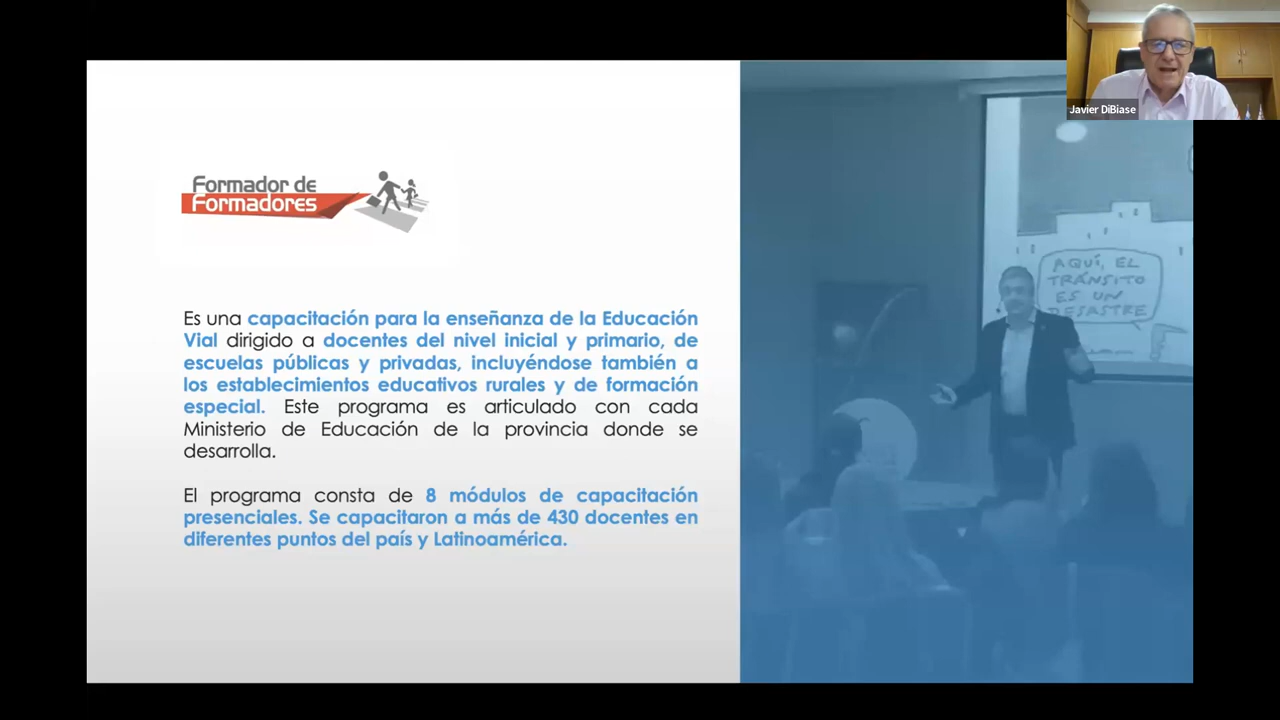 Javier DiBiase
Formador de
Formadores
AQUÍ, EL
TRÁNSITO
ES UN
DESASTRE
Es una capacitación para la enseñanza de la Educación
Vial dirigido a docentes del nivel inicial y primario, de
escuelas públicas y privadas, incluyéndose también a
los establecimientos educativos rurales y de formación
especial. Este programa es articulado con cada
Ministerio de Educación de la provincia donde se
desarrolla.
El programa consta de 8 módulos de capacitación
presenciales. Se capacitaron a más de 430 docentes en
diferentes puntos del país y Latinoamérica.